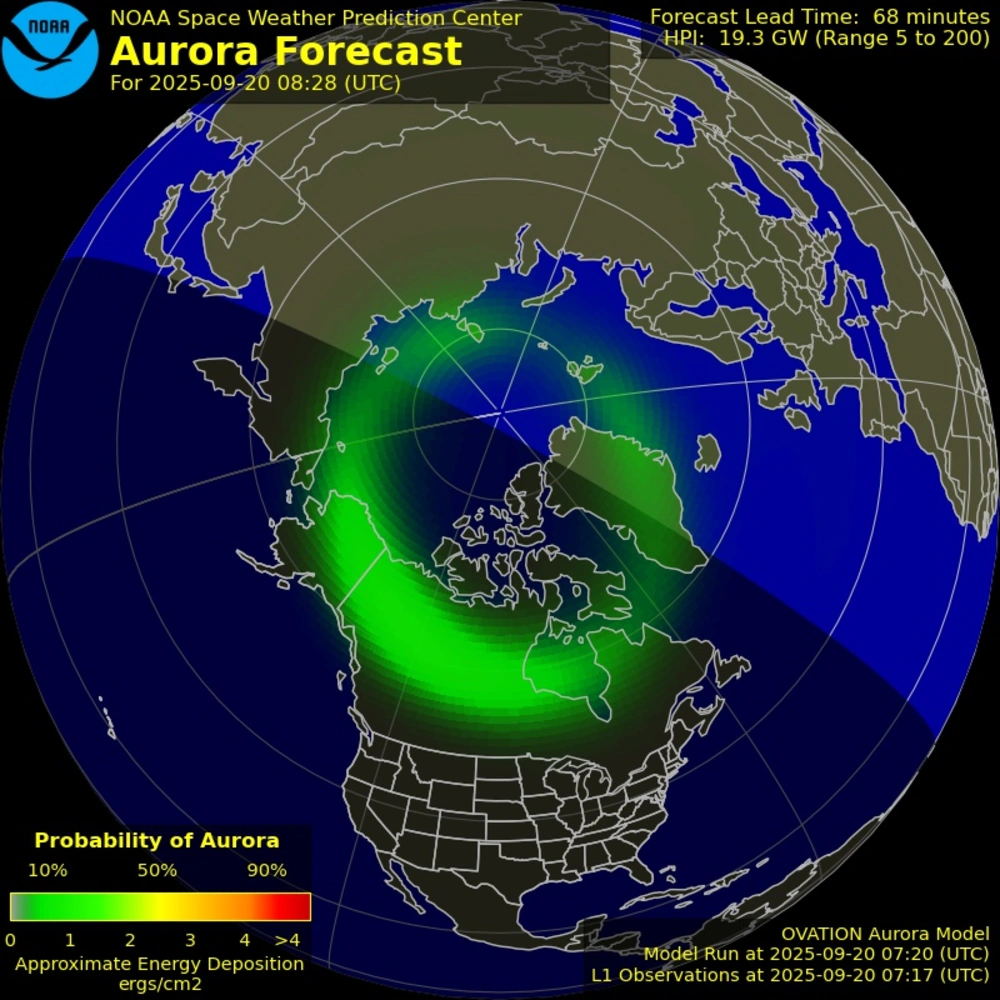 NOAA
NOAA Space Weather Prediction Center
Aurora Forecast
For 2025-09-20 08:28 (UTC)
Forecast Lead Time: 68 minutes
HPI: 19.3 GW (Range 5 to 200)
Probability of Aurora
10% 50% 90%
0 1 2 3 4 >4
Approximate Energy Deposition
ergs/cm2
OVATION Aurora Model
Model Run at 2025-09-20 07:20 (UTC)
L1 Observations at 2025-09-20 07:17 (UTC)